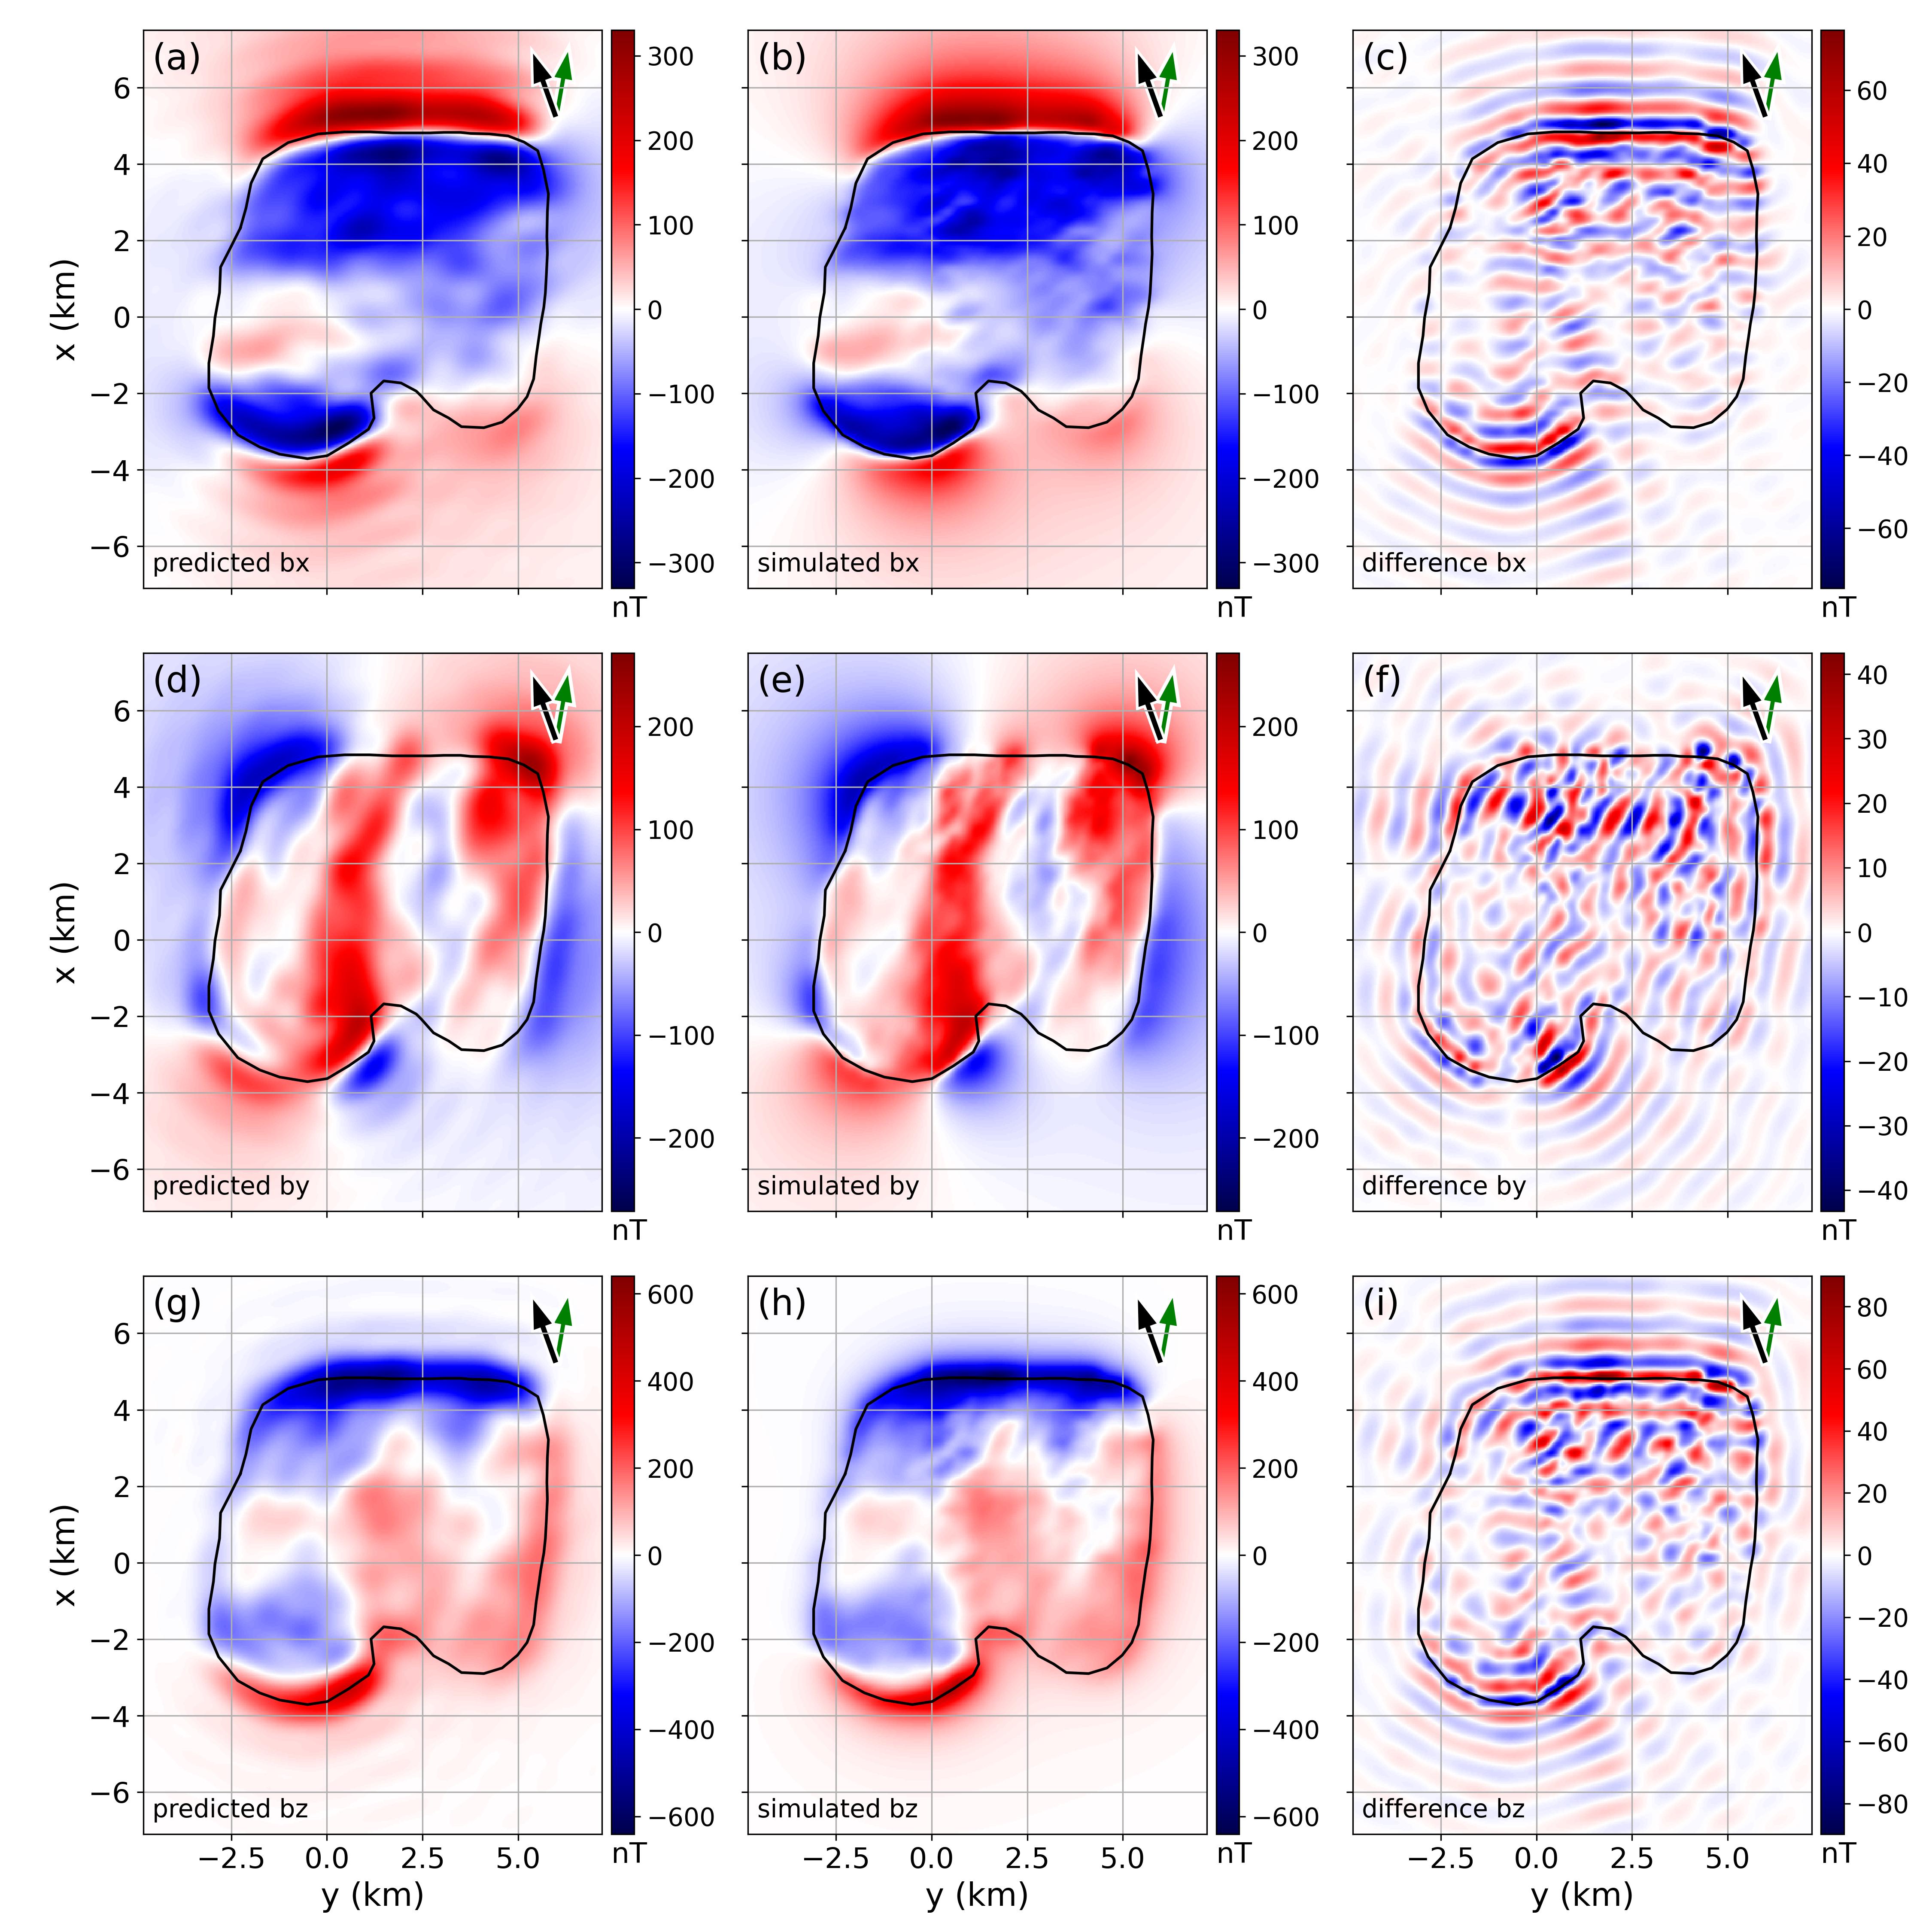 (a)
predicted bx
x (km)
6
4
2
0
−2
−4
−6
300
200
100
0
−100
−200
−300
nT
(b)
simulated bx
300
200
100
0
−100
−200
−300
nT
(c)
difference bx
60
40
20
0
−20
−40
−60
nT
(d)
predicted by
x (km)
6
4
2
0
−2
−4
−6
200
100
0
−100
−200
nT
(e)
simulated by
200
100
0
−100
−200
nT
(f)
difference by
40
30
20
10
0
−10
−20
−30
−40
nT
(g)
predicted bz
x (km)
6
4
2
0
−2
−4
−6
−2.5 0.0 2.5 5.0
y (km)
600
400
200
0
−200
−400
−600
nT
(h)
simulated bz
−2.5 0.0 2.5 5.0
y (km)
600
400
200
0
−200
−400
−600
nT
(i)
difference bz
−2.5 0.0 2.5 5.0
y (km)
80
60
40
20
0
−20
−40
−60
−80
nT